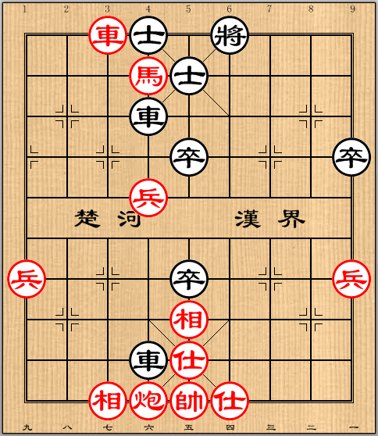 1 2 3 4 5 6 7 8 9
車 士 將
馬 士
車
卒 卒
兵
楚河 漢界
兵 卒 兵
相
車 仕
相 炮 帥 仕
九 八 七 六 五 四 三 二 一